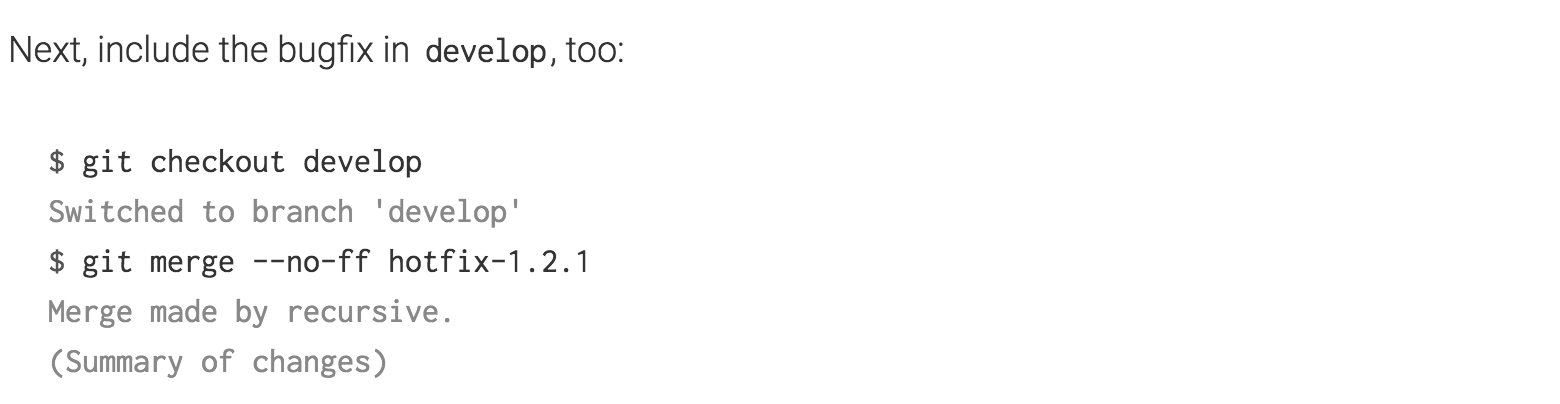 Next, include the bugfix in develop, too:
$ git checkout develop
Switched to branch 'develop'
$ git merge --no-ff hotfix-1.2.1
Merge made by recursive.
(Summary of changes)